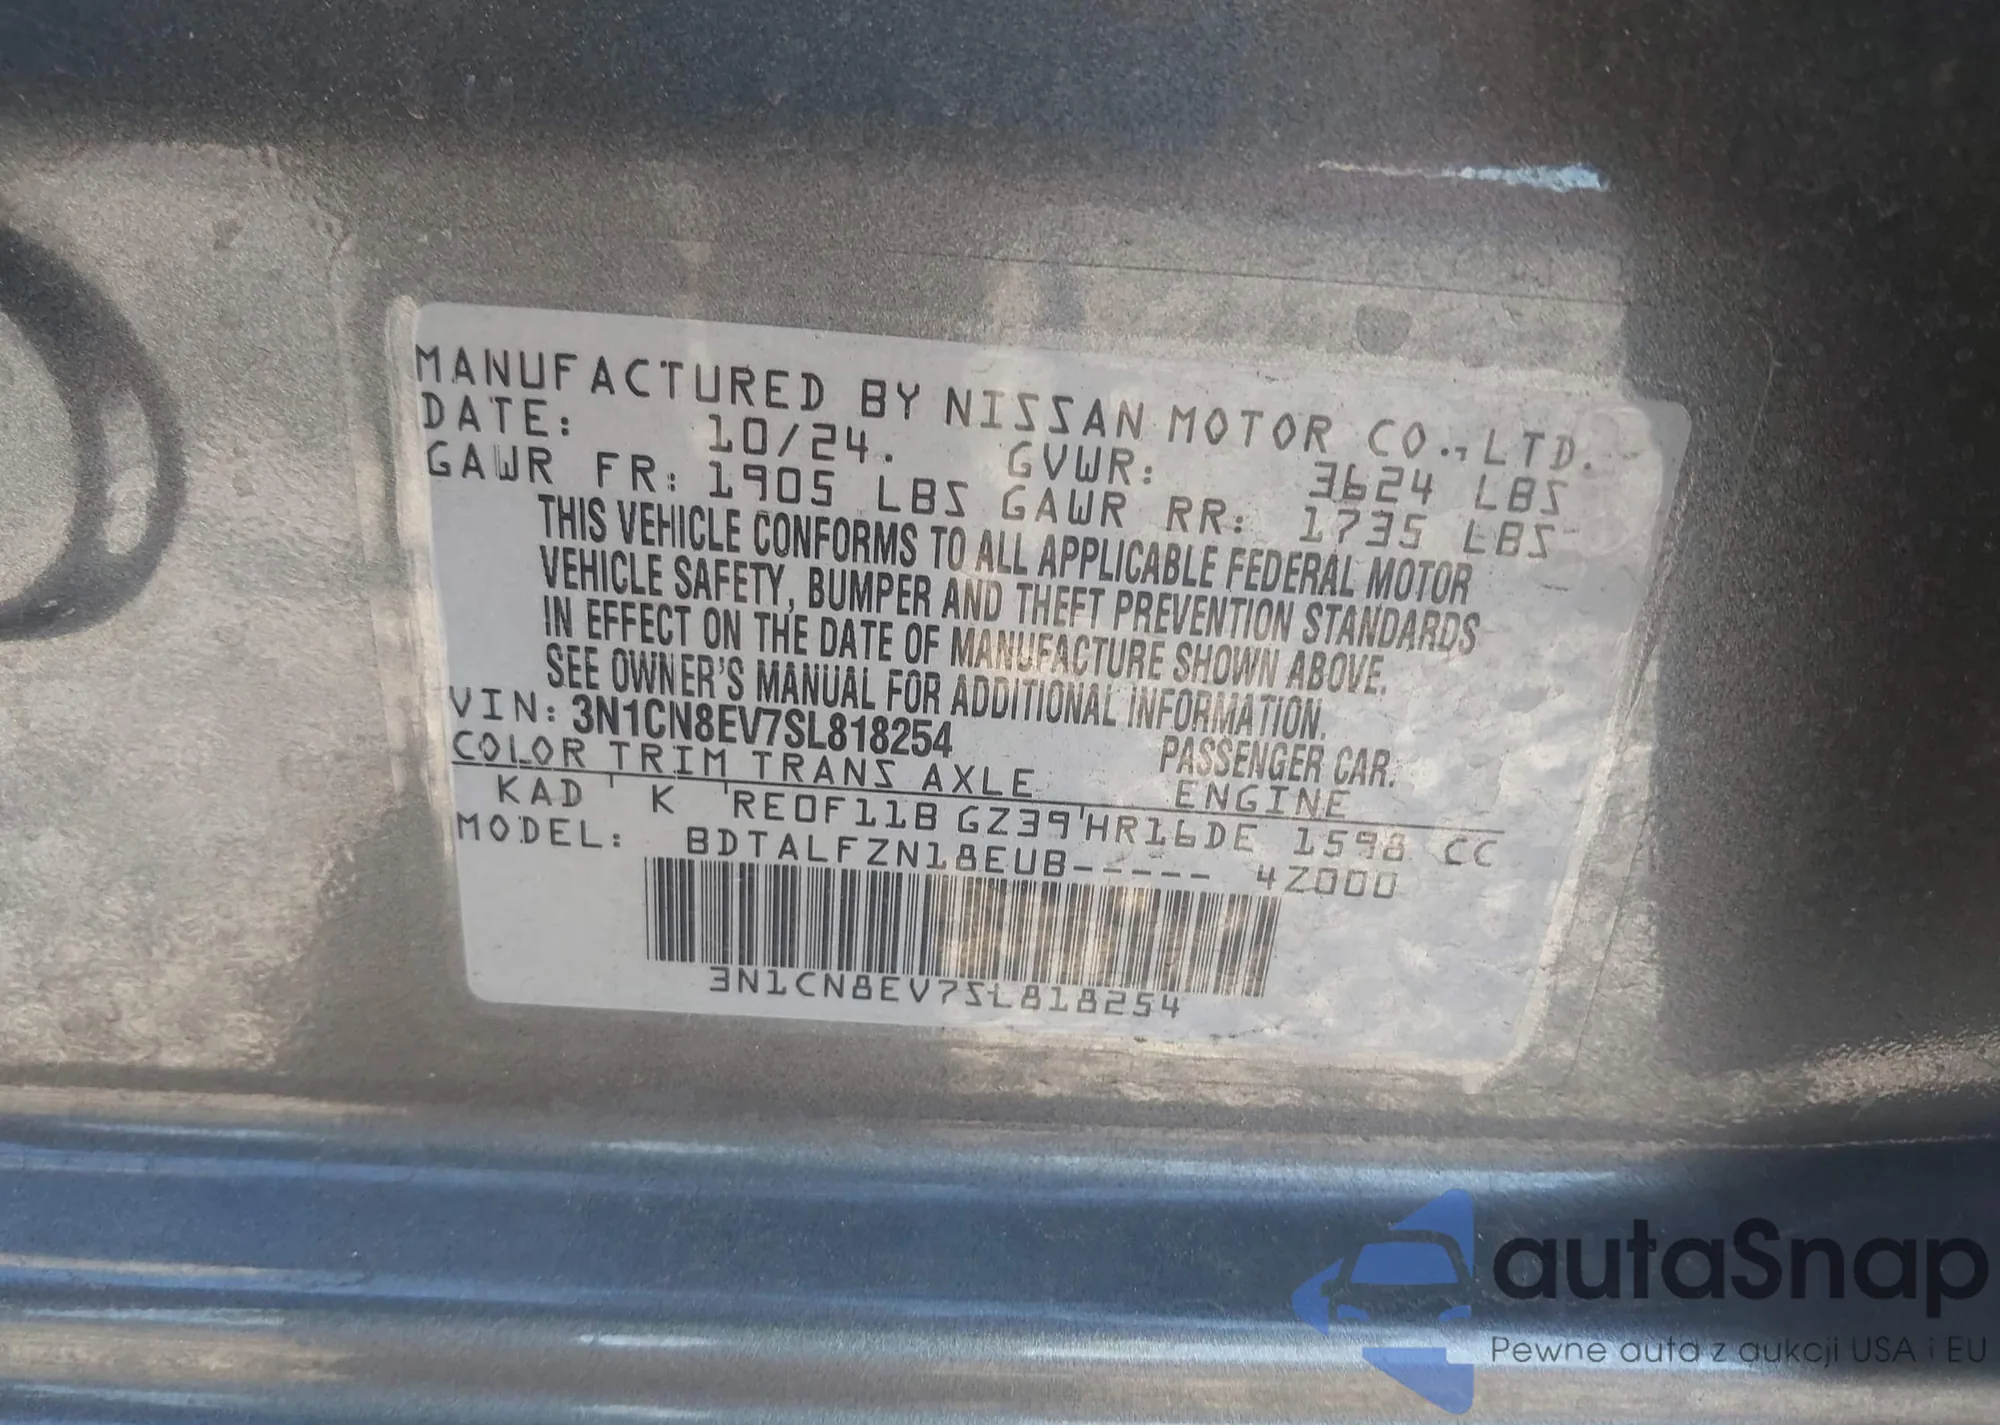 MANUFACTURED BY NISSAN MOTOR CO.,LTD.
DATE: 10/24. GVWR: 3624 LBS
GAWR FR: 1905 LBS GAWR RR: 1735 LBS
THIS VEHICLE CONFORMS TO ALL APPLICABLE FEDERAL MOTOR
VEHICLE SAFETY, BUMPER AND THEFT PREVENTION STANDARDS
IN EFFECT ON THE DATE OF MANUFACTURE SHOWN ABOVE.
SEE OWNER'S MANUAL FOR ADDITIONAL INFORMATION.
VIN: 3N1CN8EV7SL818254 PASSENGER CAR.
COLOR TRIM TRANS AXLE ENGINE
KAD K RE0F11B GZ39 HR16DE 1598 CC
MODEL: BDTALFZN18EUB----- 4Z000
3N1CN8EV7SL818254
autaSnap
Pewne auta z aukcji USA i EU